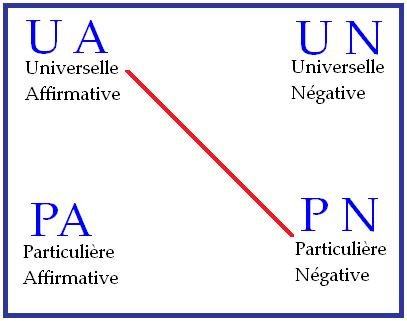 U A
Universelle
Affirmative
U N
Universelle
Négative
PA
Particulière
Affirmative
P N
Particulière
Négative